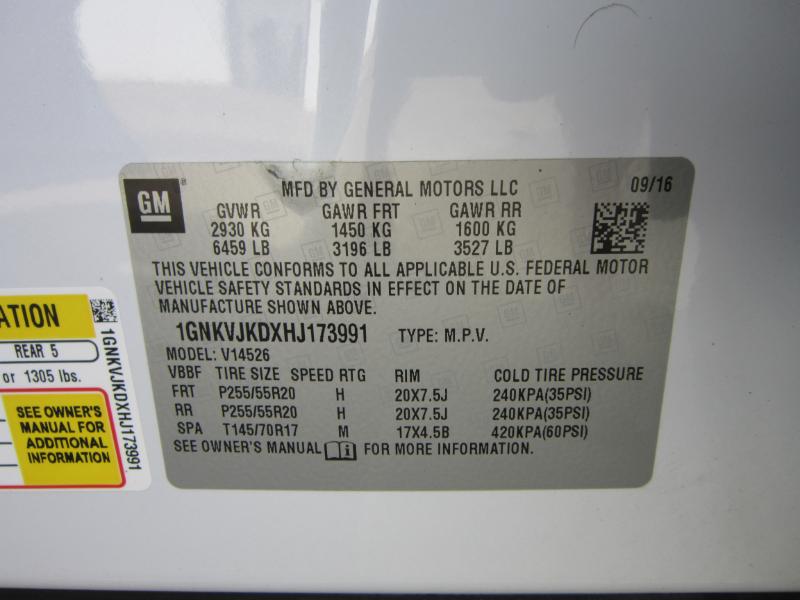 GM
MFD BY GENERAL MOTORS LLC 09/16
GVWR GAWR FRT GAWR RR
2930 KG 1450 KG 1600 KG
6459 LB 3196 LB 3527 LB
THIS VEHICLE CONFORMS TO ALL APPLICABLE U.S. FEDERAL MOTOR
VEHICLE SAFETY STANDARDS IN EFFECT ON THE DATE OF
MANUFACTURE SHOWN ABOVE.
1GNKVJKDXHJ173991 TYPE: M.P.V.
MODEL: V14526
VBBF TIRE SIZE SPEED RTG RIM COLD TIRE PRESSURE
FRT P255/55R20 H 20X7.5J 240KPA(35PSI)
RR P255/55R20 H 20X7.5J 240KPA(35PSI)
SPA T145/70R17 M 17X4.5B 420KPA(60PSI)
SEE OWNER'S MANUAL i FOR MORE INFORMATION.
ATION
REAR 5
or 1305 lbs.
SEE OWNER'S
MANUAL FOR
ADDITIONAL
INFORMATION
1GNKVJKDXHJ173991